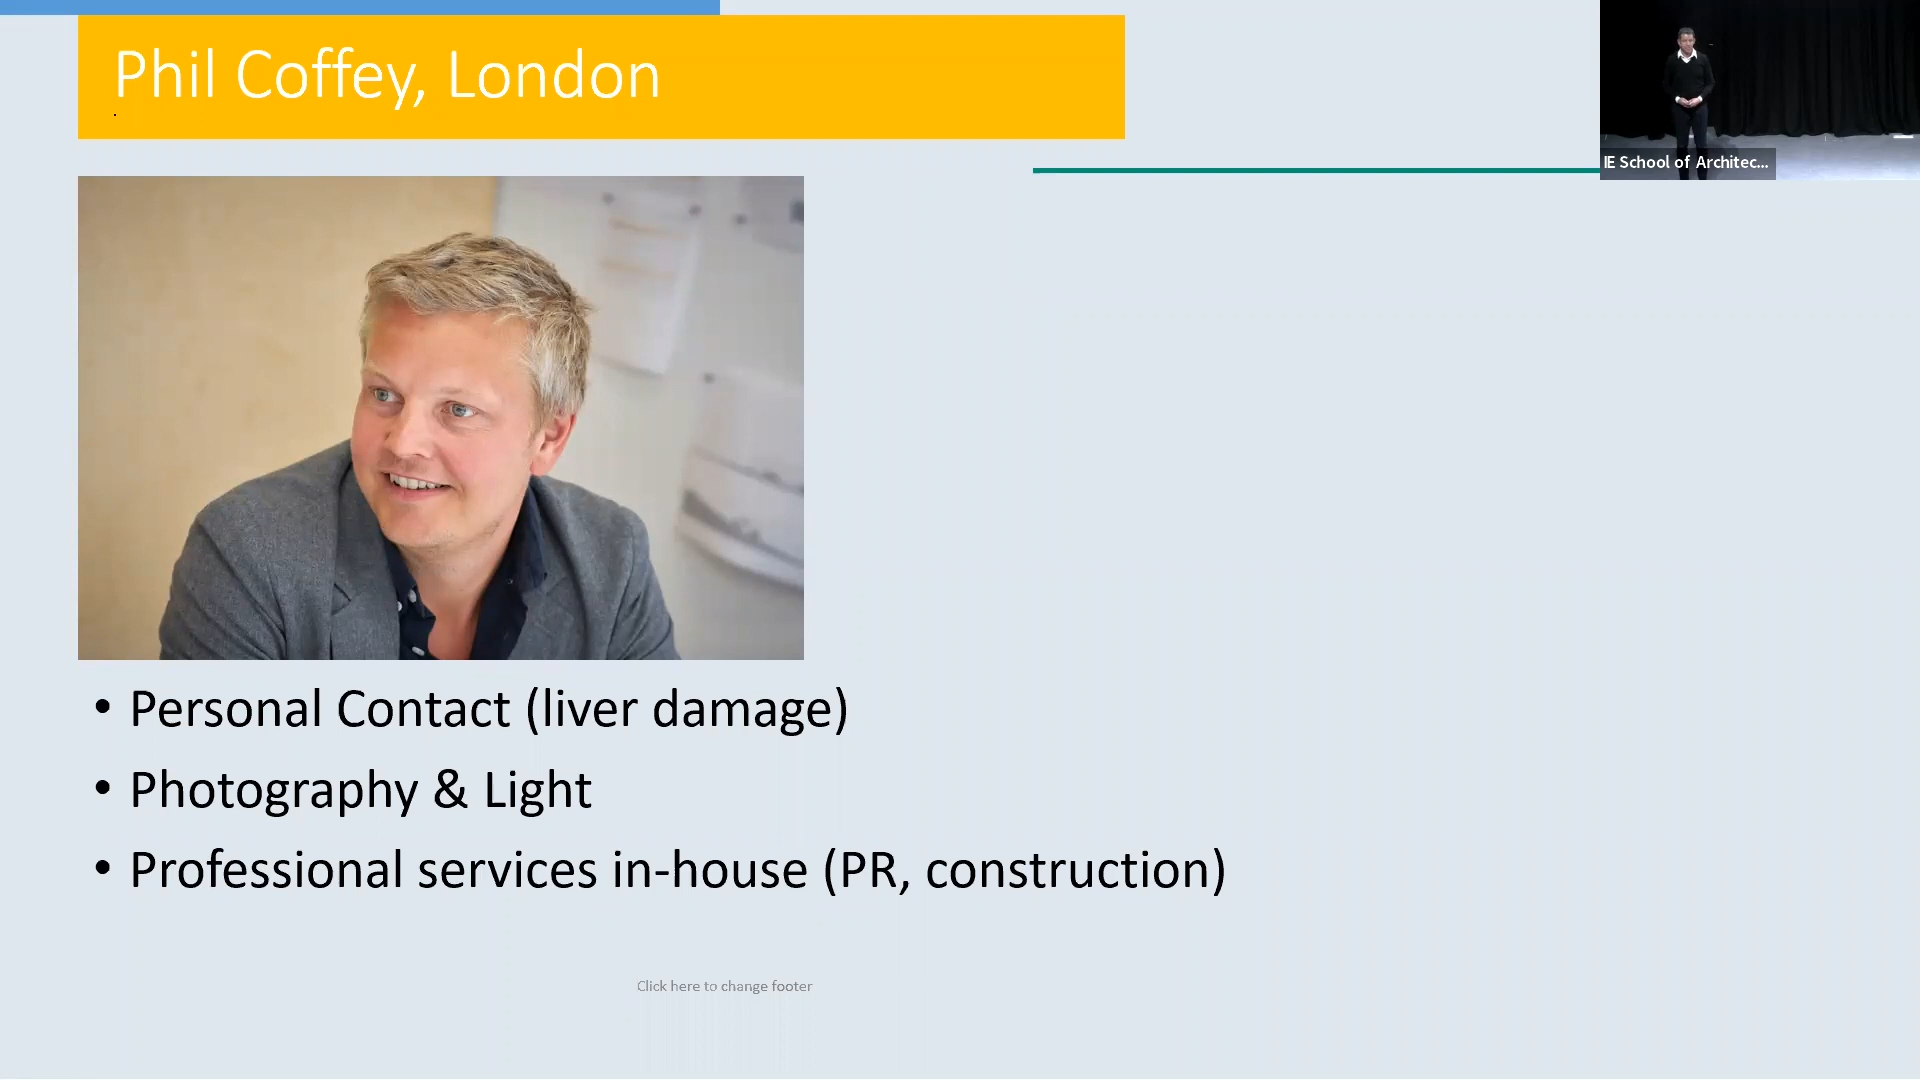 Phil Coffey, London
.
IE School of Architec...
• Personal Contact (liver damage)
• Photography & Light
• Professional services in-house (PR, construction)
Click here to change footer